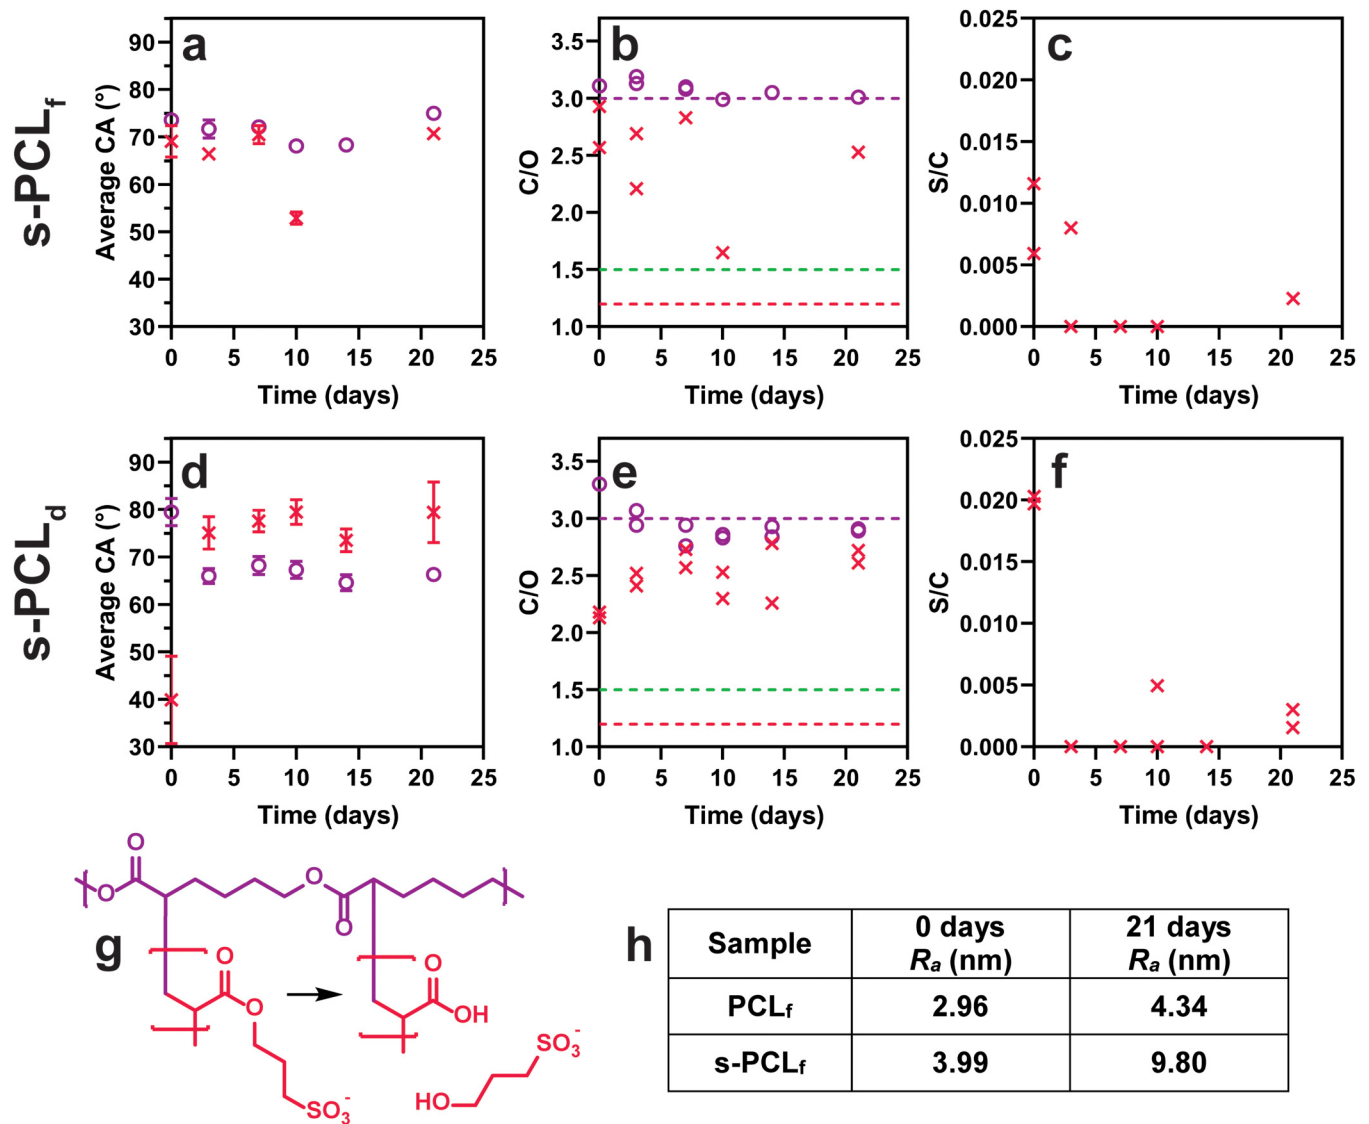 s-PCLf
a
Average CA (°)
90
80
70
60
50
40
30
0 5 10 15 20 25
Time (days)
b
C/O
3.5
3.0
2.5
2.0
1.5
1.0
0 5 10 15 20 25
Time (days)
c
S/C
0.025
0.020
0.015
0.010
0.005
0.000
0 5 10 15 20 25
Time (days)
s-PCLd
d
Average CA (°)
90
80
70
60
50
40
30
0 5 10 15 20 25
Time (days)
e
C/O
3.5
3.0
2.5
2.0
1.5
1.0
0 5 10 15 20 25
Time (days)
f
S/C
0.025
0.020
0.015
0.010
0.005
0.000
0 5 10 15 20 25
Time (days)
g
O
O
O
O
O
O
SO3-
O
OH
SO3-
HO
h
Sample 0 days Ra (nm) 21 days Ra (nm)
PCLf 2.96 4.34
s-PCLf 3.99 9.80